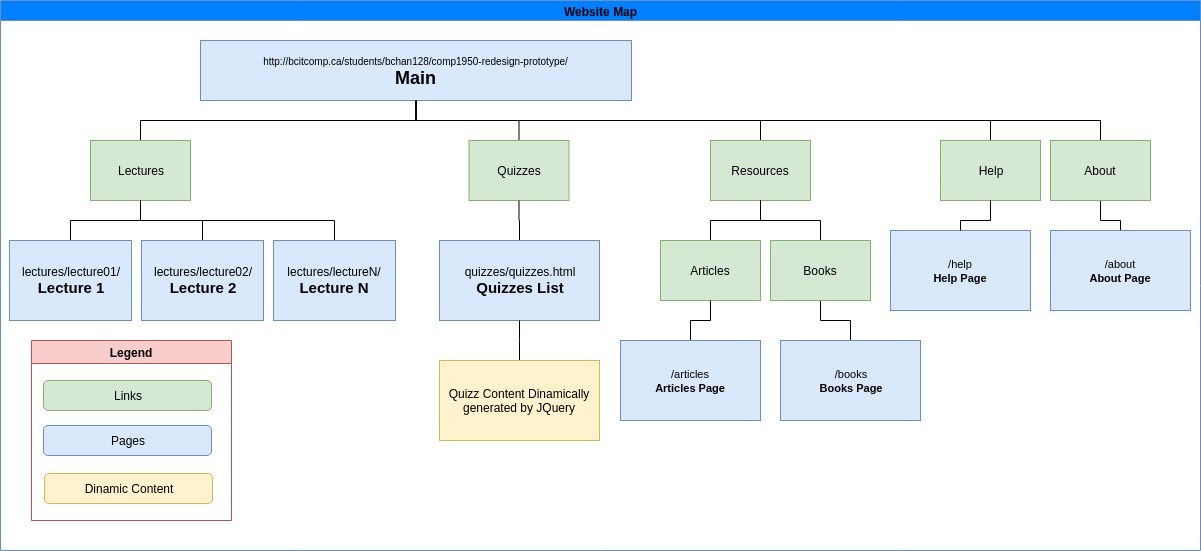 Website Map
http://bcitcomp.ca/students/bchan128/comp1950-redesign-prototype/
Main
Lectures
Quizzes
Resources
Help
About
lectures/lecture01/
Lecture 1
lectures/lecture02/
Lecture 2
lectures/lectureN/
Lecture N
quizzes/quizzes.html
Quizzes List
Articles
Books
/help
Help Page
/about
About Page
Quizz Content Dinamically
generated by JQuery
/articles
Articles Page
/books
Books Page
Legend
Links
Pages
Dinamic Content